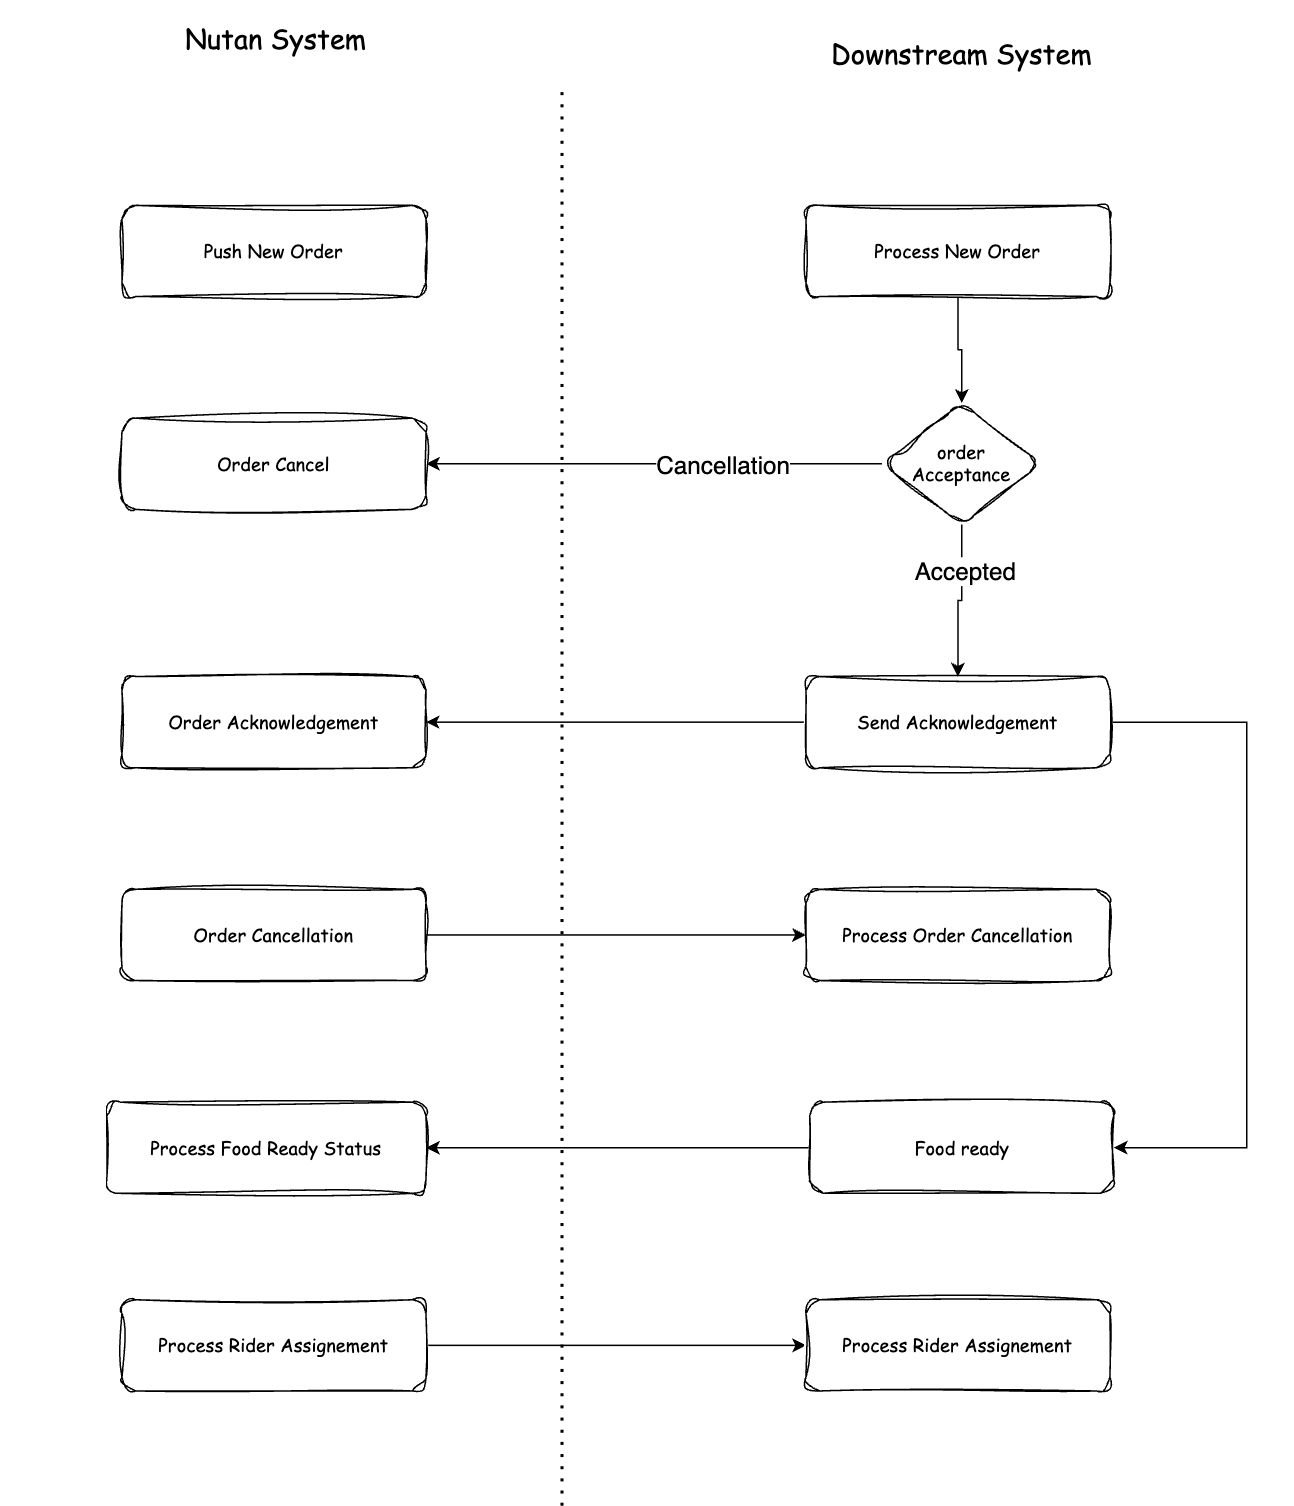 Nutan System
Downstream System
Push New Order
Process New Order
Order Cancel
Cancellation
order
Acceptance
Accepted
Order Acknowledgement
Send Acknowledgement
Order Cancellation
Process Order Cancellation
Process Food Ready Status
Food ready
Process Rider Assignement
Process Rider Assignement